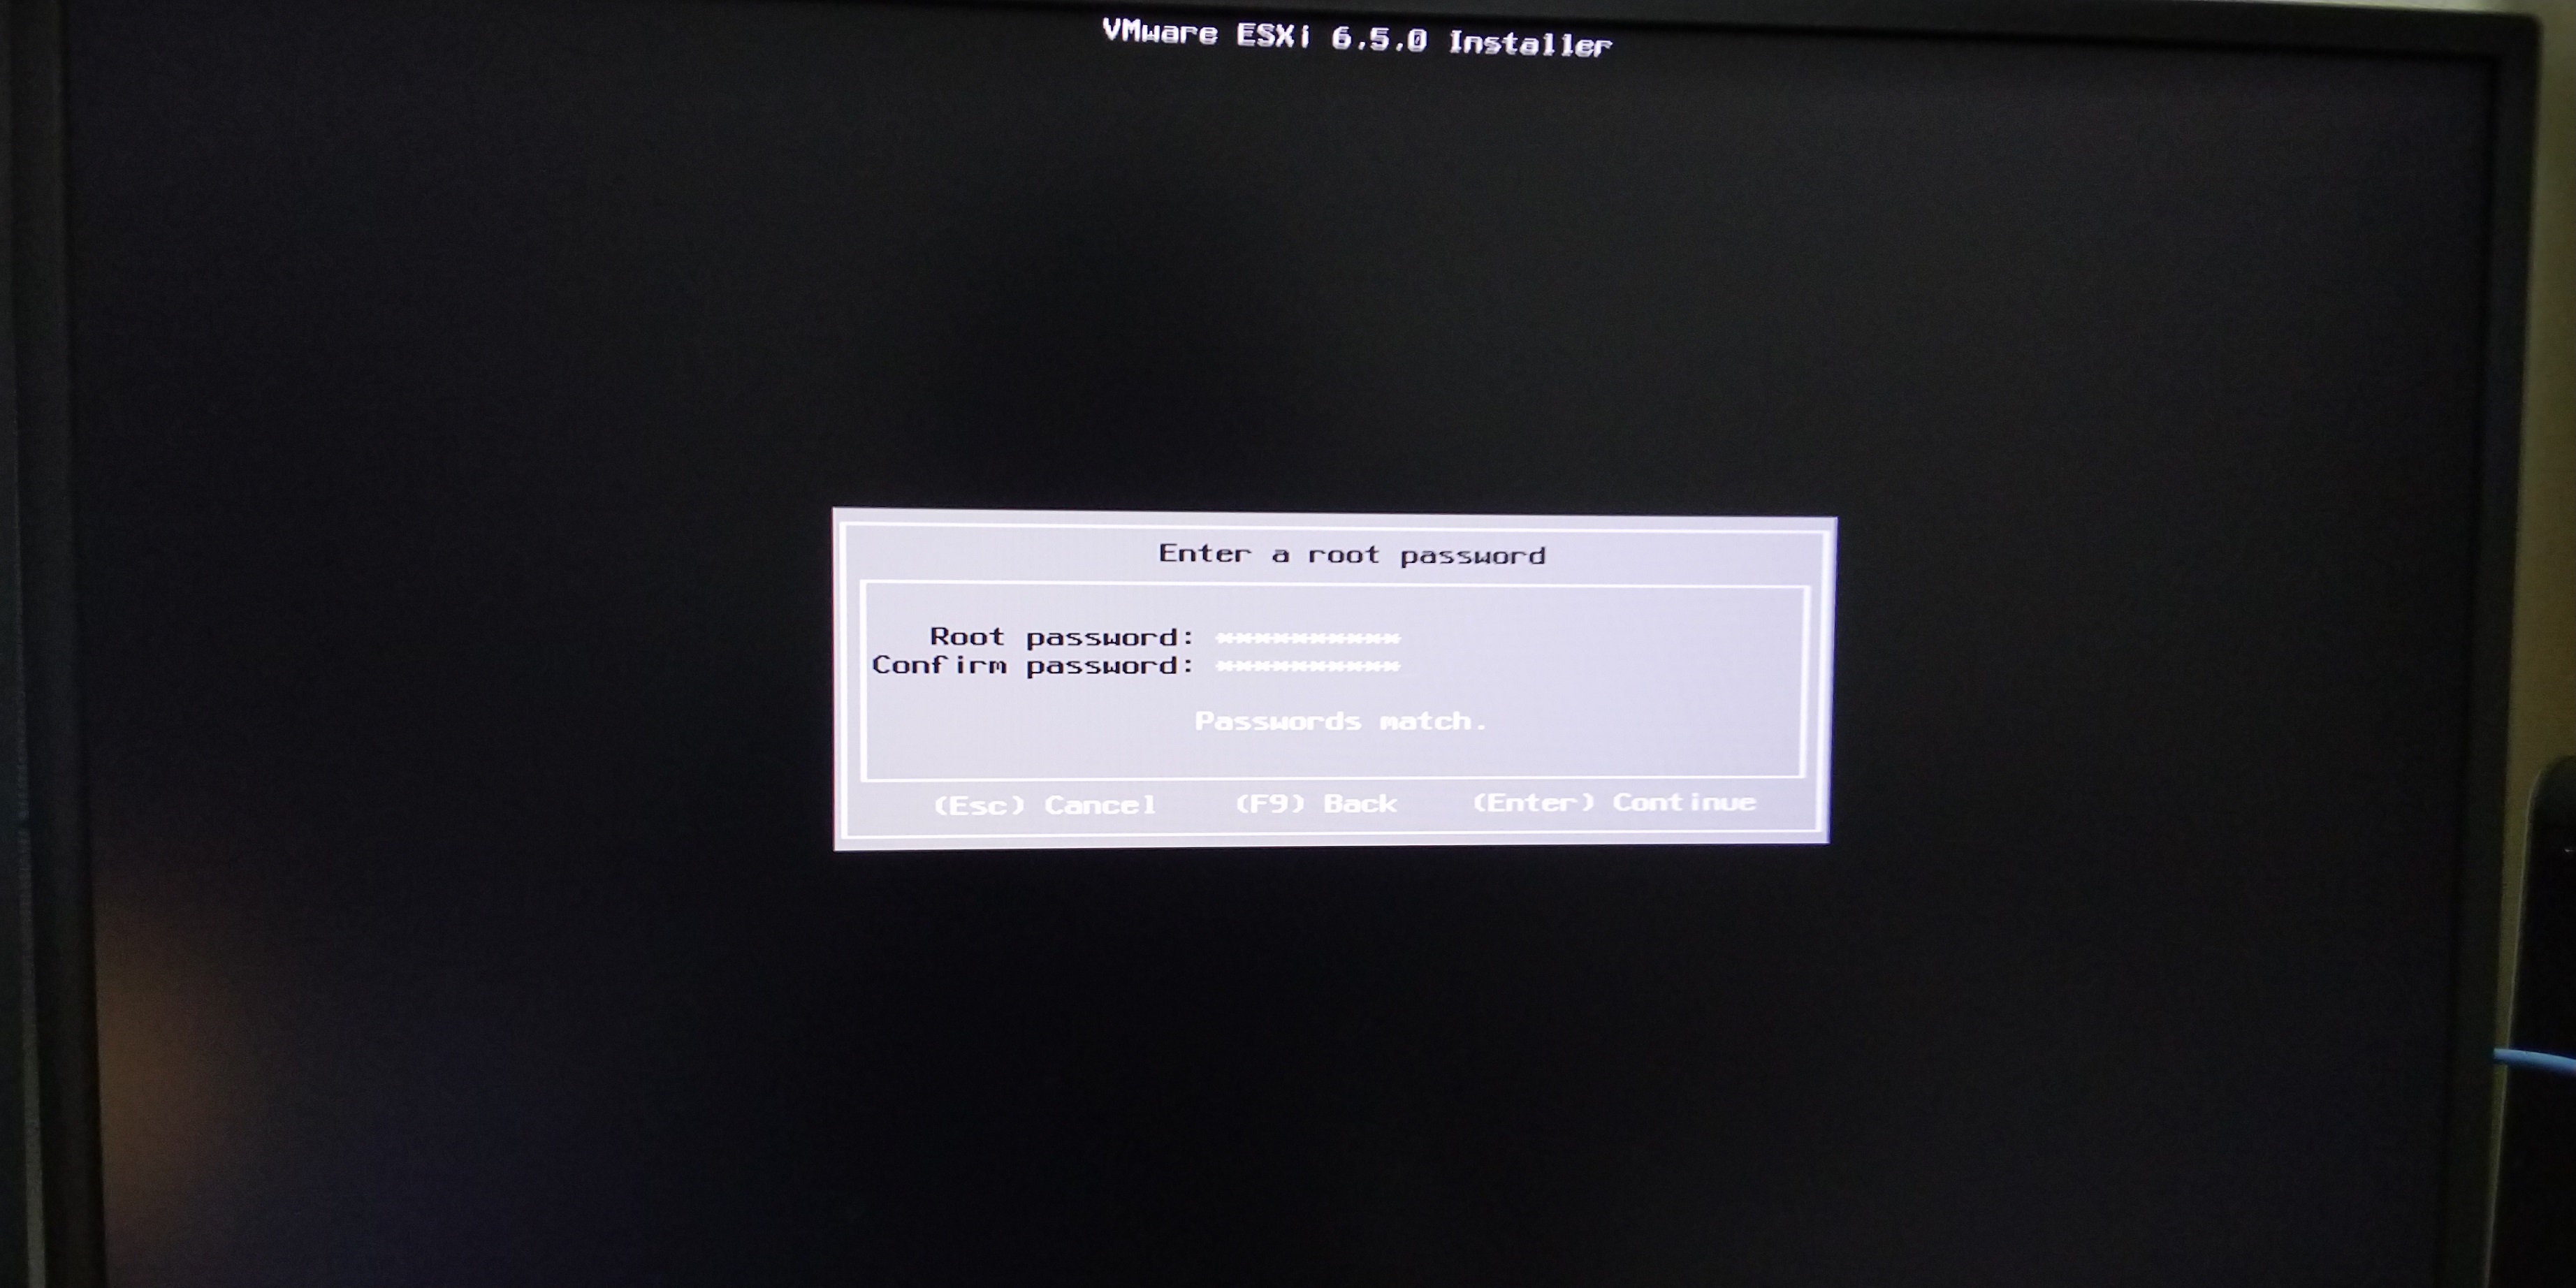 VMware ESXi 6.5.0 Installer
Enter a root password
Root password: **********
Confirm password: **********
Passwords match.
(Esc) Cancel (F9) Back (Enter) Continue